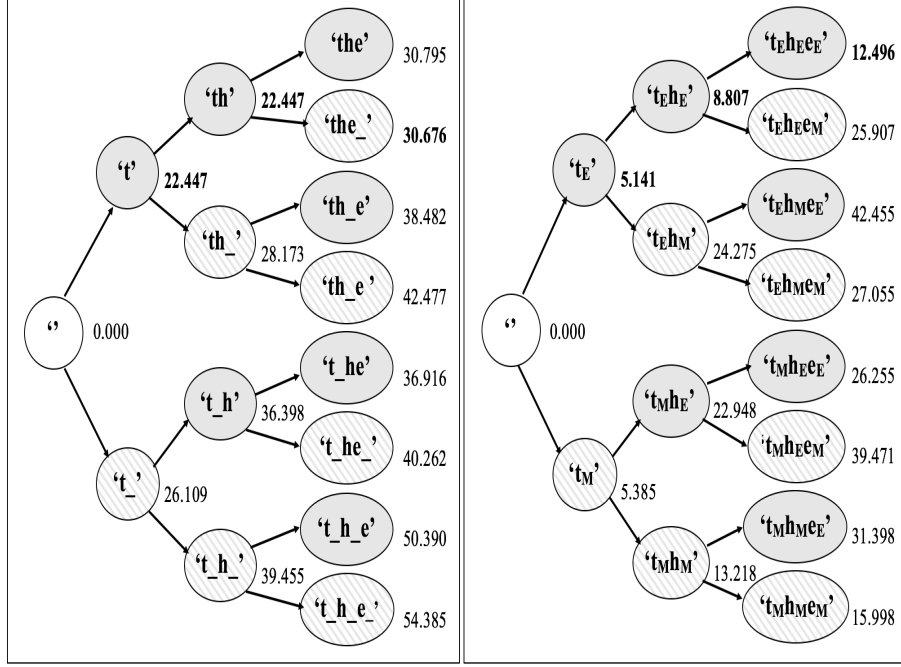 ‘’
0.000
‘t’
22.447
‘t_’
26.109
‘th’
22.447
‘th_’
28.173
‘t_h’
36.398
‘t_h_’
39.455
‘the’
30.795
‘the_’
30.676
‘th_e’
38.482
‘th_e ’
42.477
‘t_he’
36.916
‘t_he_’
40.262
‘t_h_e’
50.390
‘t_h_e_’
54.385
‘’
0.000
‘tE’
5.141
‘tM’
5.385
‘tEhE’
8.807
‘tEhM’
24.275
‘tMhE’
22.948
‘tMhM’
13.218
‘tEhEeE’
12.496
‘tEhEeM’
25.907
‘tEhMeE’
42.455
‘tEhMeM’
27.055
‘tMhEeE’
26.255
‘tMhEeM’
39.471
‘tMhMeE’
31.398
‘tMhMeM’
15.998